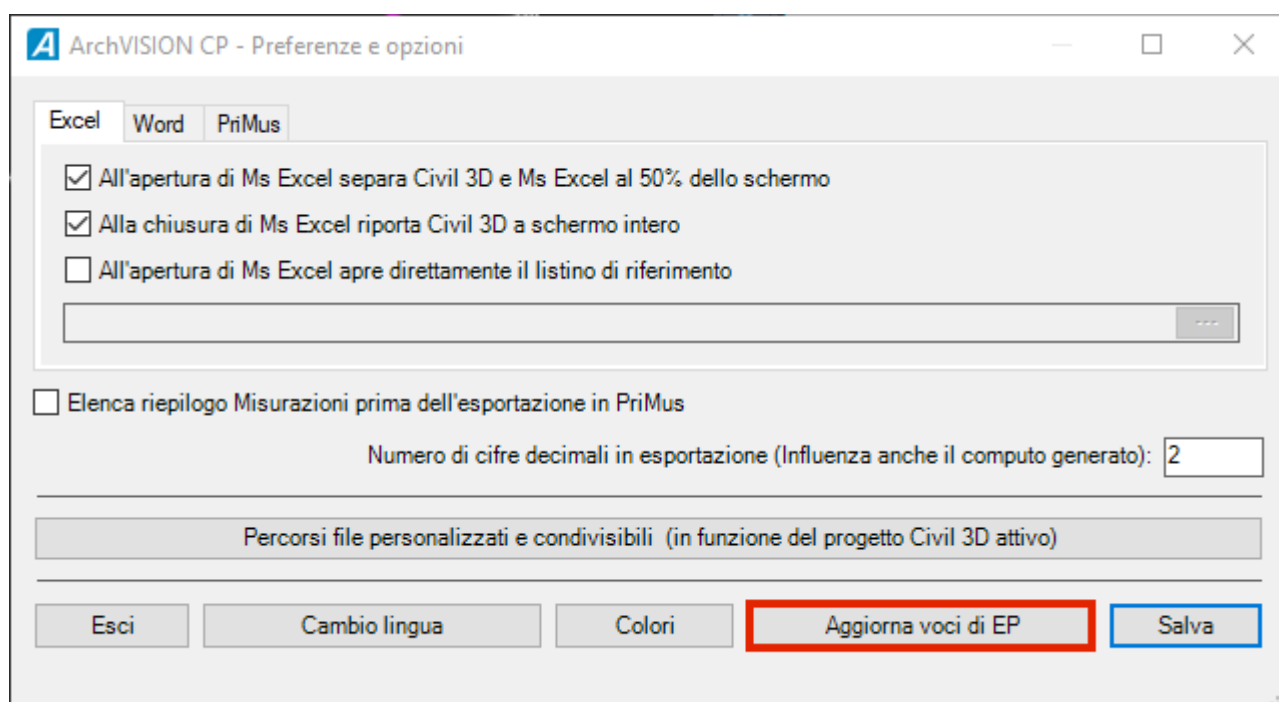 ArchVISION CP - Preferenze e opzioni
Excel Word PriMus
All'apertura di Ms Excel separa Civil 3D e Ms Excel al 50% dello schermo
Alla chiusura di Ms Excel riporta Civil 3D a schermo intero
All'apertura di Ms Excel apre direttamente il listino di riferimento
---
Elenca riepilogo Misurazioni prima dell'esportazione in PriMus
Numero di cifre decimali in esportazione (Influenza anche il computo generato): 2
Percorsi file personalizzati e condivisibili (in funzione del progetto Civil 3D attivo)
Esci Cambio lingua Colori Aggiorna voci di EP Salva